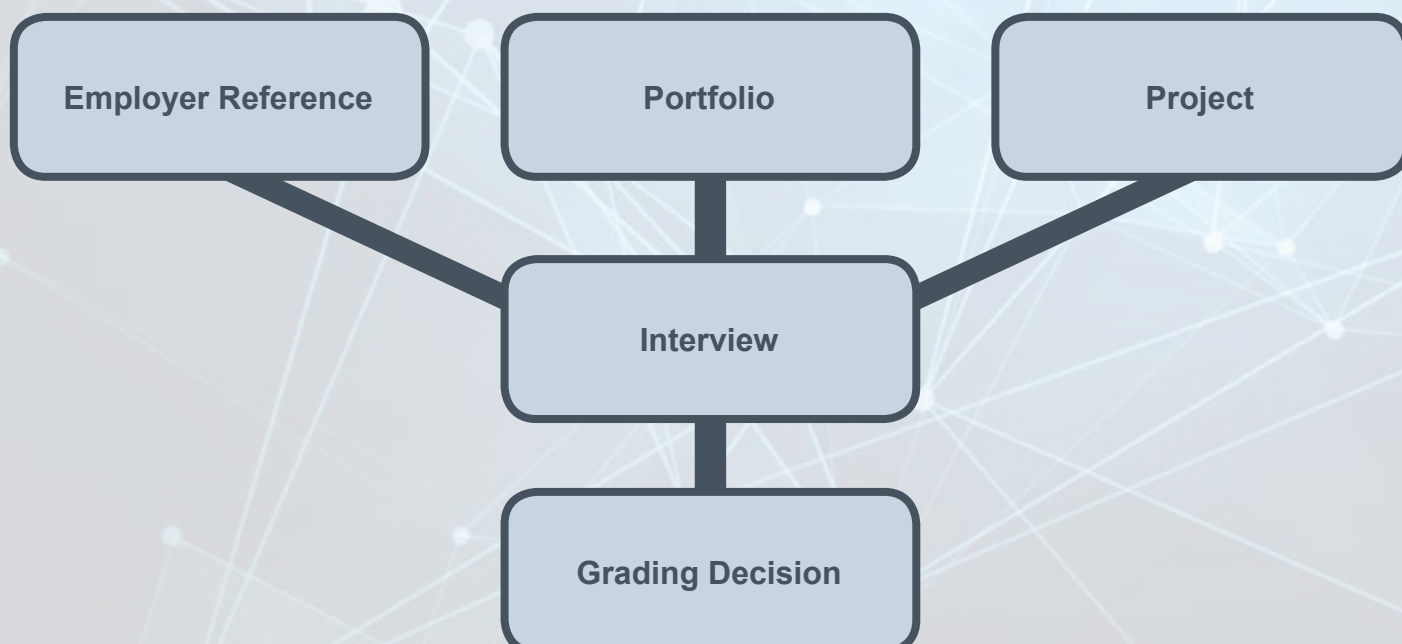 Employer Reference
Portfolio
Project
Interview
Grading Decision